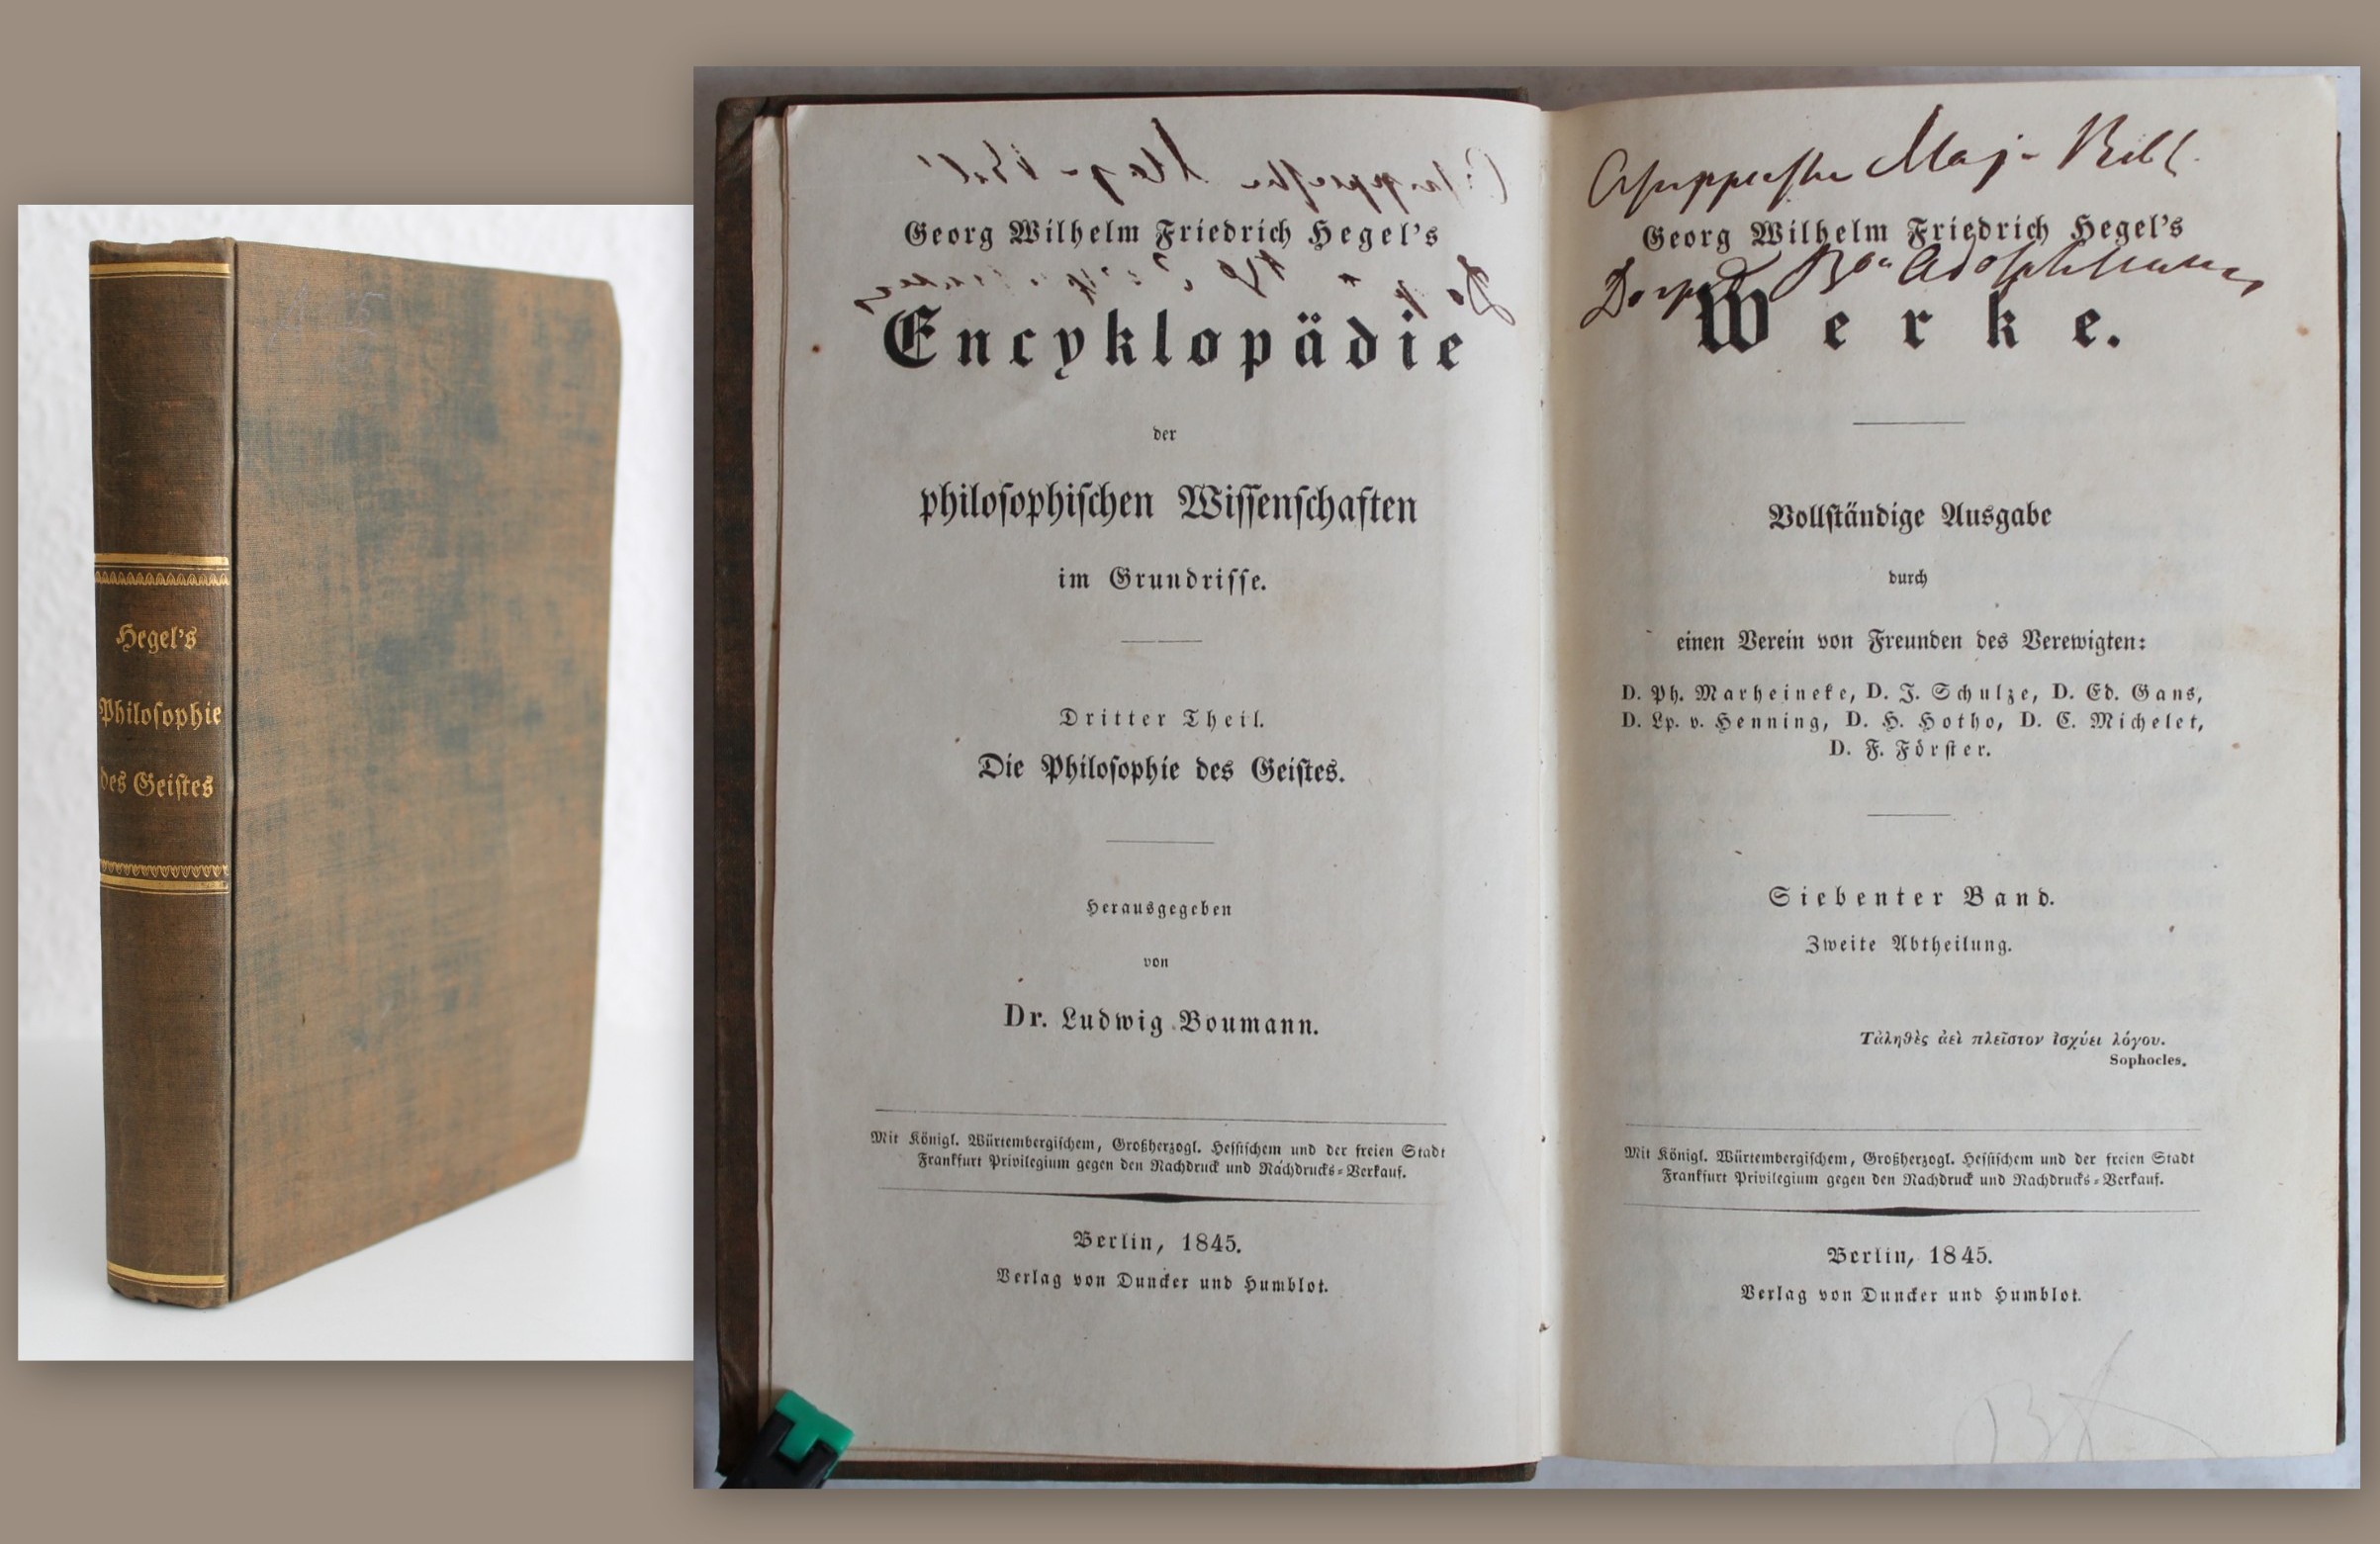 Hegel's
Philosophie
des Geistes
Georg Wilhelm Friedrich Hegel's
Encyklopädie
der
philosophischen Wissenschaften
im Grundrisse.
Dritter Theil.
Die Philosophie des Geistes.
Herausgegeben
von
Dr. Ludwig Boumann.
Mit Königl. Würtembergischem, Großherzogl. Hessischem und der freien Stadt
Frankfurt Privilegium gegen den Nachdruck und Nachdrucks-Verkauf.
Berlin, 1845.
Verlag von Duncker und Humblot.
Maj-
Georg Wilhelm Friedrich Hegel's
Werke.
Vollständige Ausgabe
durch
einen Verein von Freunden des Verewigten:
D. Ph. Marheineke, D. J. Schulze, D. Ed. Gans,
D. Lp. v. Henning, D. H. Hotho, D. C. Michelet,
D. F. Förster.
Siebenter Band.
Zweite Abtheilung.
Τἀληθὲς ἀεὶ πλεῖστον ἰσχύει λόγου.
Sophocles.
Mit Königl. Würtembergischem, Großherzogl. Hessischem und der freien Stadt
Frankfurt Privilegium gegen den Nachdruck und Nachdrucks-Verkauf.
Berlin, 1845.
Verlag von Duncker und Humblot.